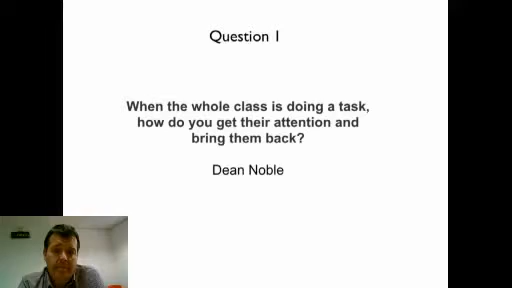 Question 1
When the whole class is doing a task,
how do you get their attention and
bring them back?
Dean Noble